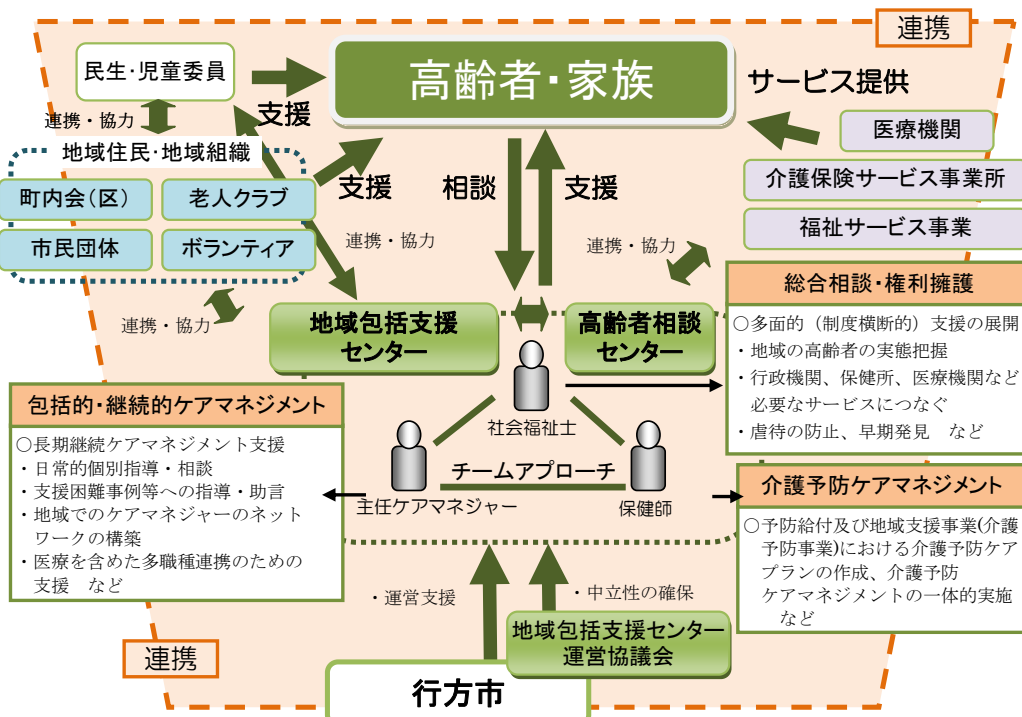 連携
民生・児童委員
高齢者・家族
サービス提供
支援
連携・協力
医療機関
地域住民・地域組織
介護保険サービス事業所
町内会（区）
老人クラブ
支援
相談
支援
福祉サービス事業
市民団体
ボランティア
連携・協力
連携・協力
総合相談・権利擁護
連携・協力
地域包括支援
センター
高齢者相談
センター
○多面的（制度横断的）支援の展開
・地域の高齢者の実態把握
・行政機関、保健所、医療機関など
必要なサービスにつなぐ
・虐待の防止、早期発見　など
包括的・継続的ケアマネジメント
社会福祉士
○長期継続ケアマネジメント支援
・日常的個別指導・相談
・支援困難事例等への指導・助言
・地域でのケアマネジャーのネット
ワークの構築
・医療を含めた多職種連携のための
支援　など
チームアプローチ
主任ケアマネジャー
保健師
介護予防ケアマネジメント
○予防給付及び地域支援事業(介護
予防事業)における介護予防ケア
プランの作成、介護予防
ケアマネジメントの一体的実施
など
・運営支援
・中立性の確保
地域包括支援センター
運営協議会
連携
行方市